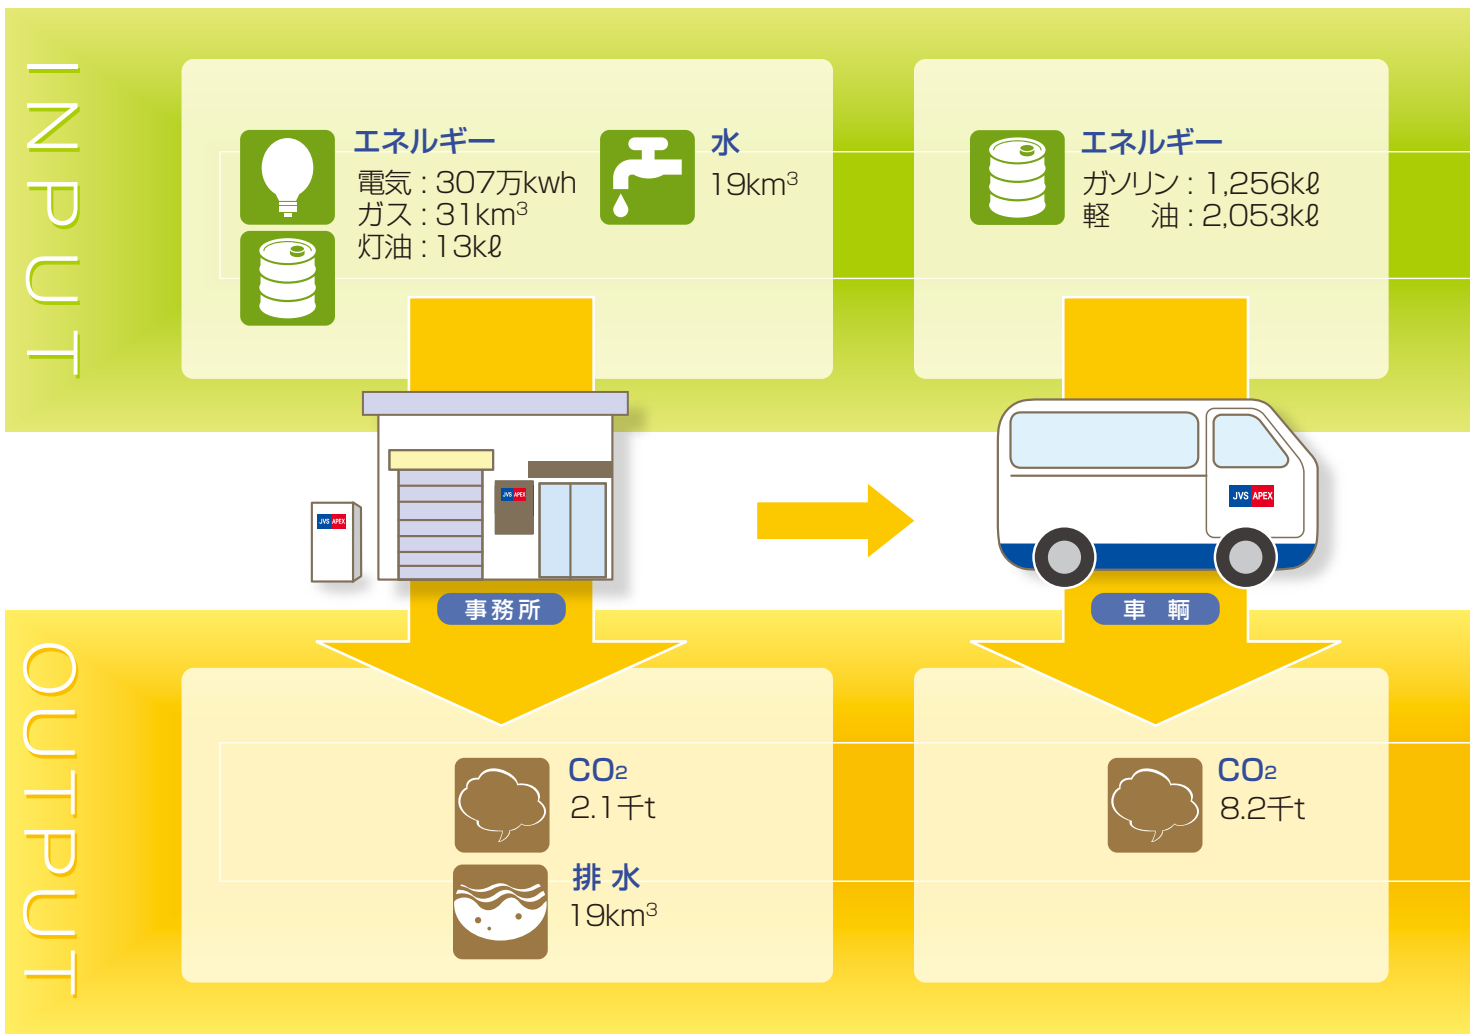 INPUT
エネルギー
電気 : 307万kwh
ガス : 31km³
灯油 : 13kℓ
水
19km³
エネルギー
ガソリン : 1,256kℓ
軽　油 : 2,053kℓ
JVS APEX
JVS APEX
JVS APEX
事務所
車 輌
OUTPUT
CO₂
2.1千t
排 水
19km³
CO₂
8.2千t